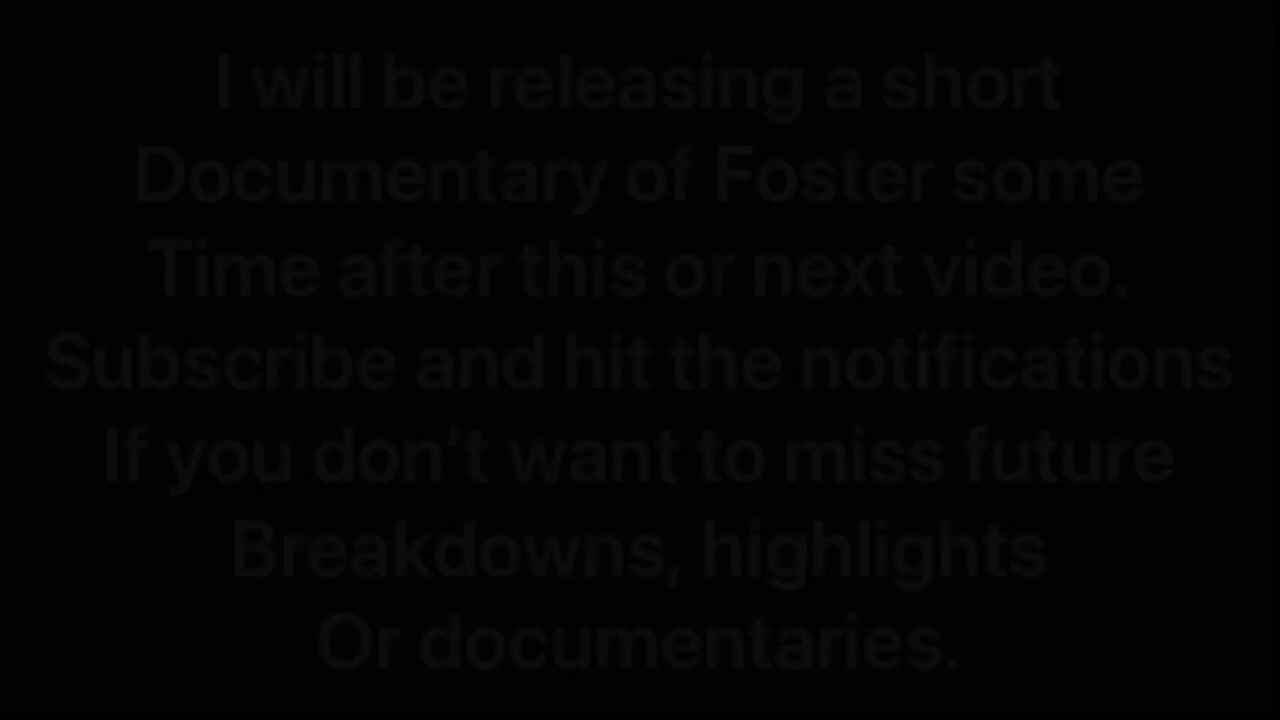 I will be releasing a short
Documentary of Foster some
Time after this or next video.
Subscribe and hit the notifications
If you don't want to miss future
Breakdowns, highlights
Or documentaries.